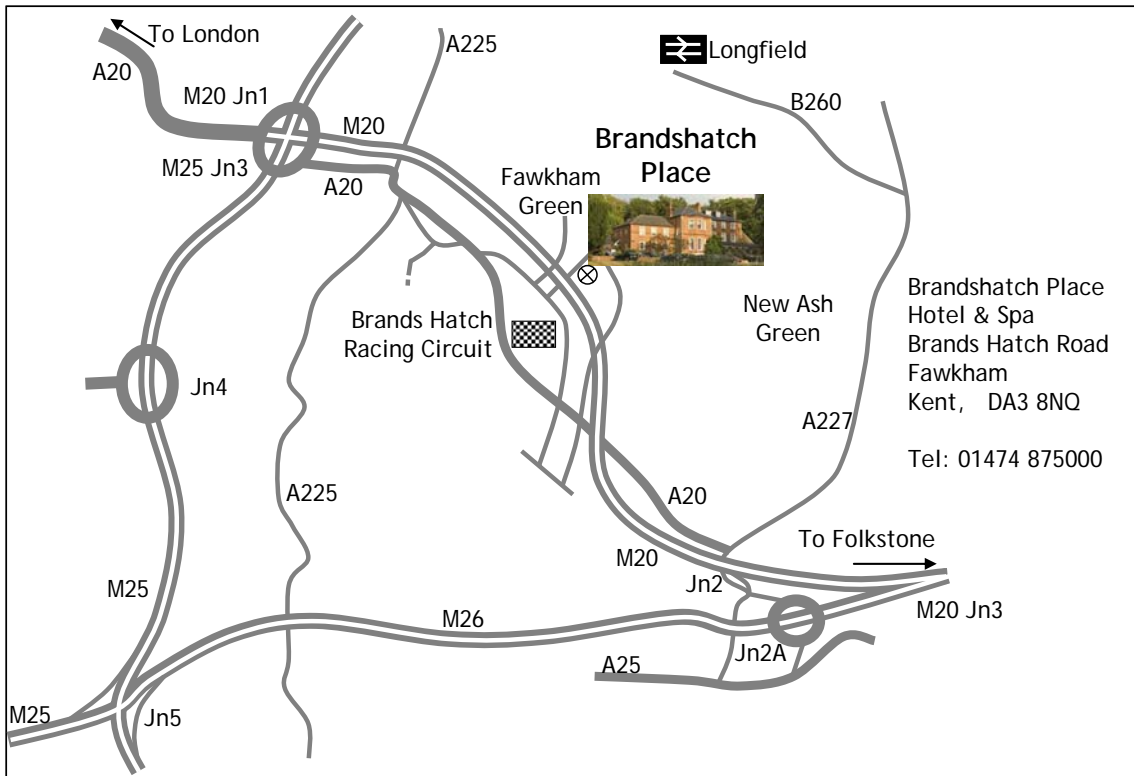 To London
A225
Longfield
A20
B260
M20 Jn1
M20
Brandshatch
Place
M25 Jn3
A20
Fawkham
Green
Brandshatch Place
Hotel & Spa
Brands Hatch Road
Fawkham
Kent, DA3 8NQ
Tel: 01474 875000
New Ash
Green
Brands Hatch
Racing Circuit
Jn4
A227
A225
A20
To Folkstone
M20
Jn2
M25
M20 Jn3
M26
Jn2A
A25
M25
Jn5